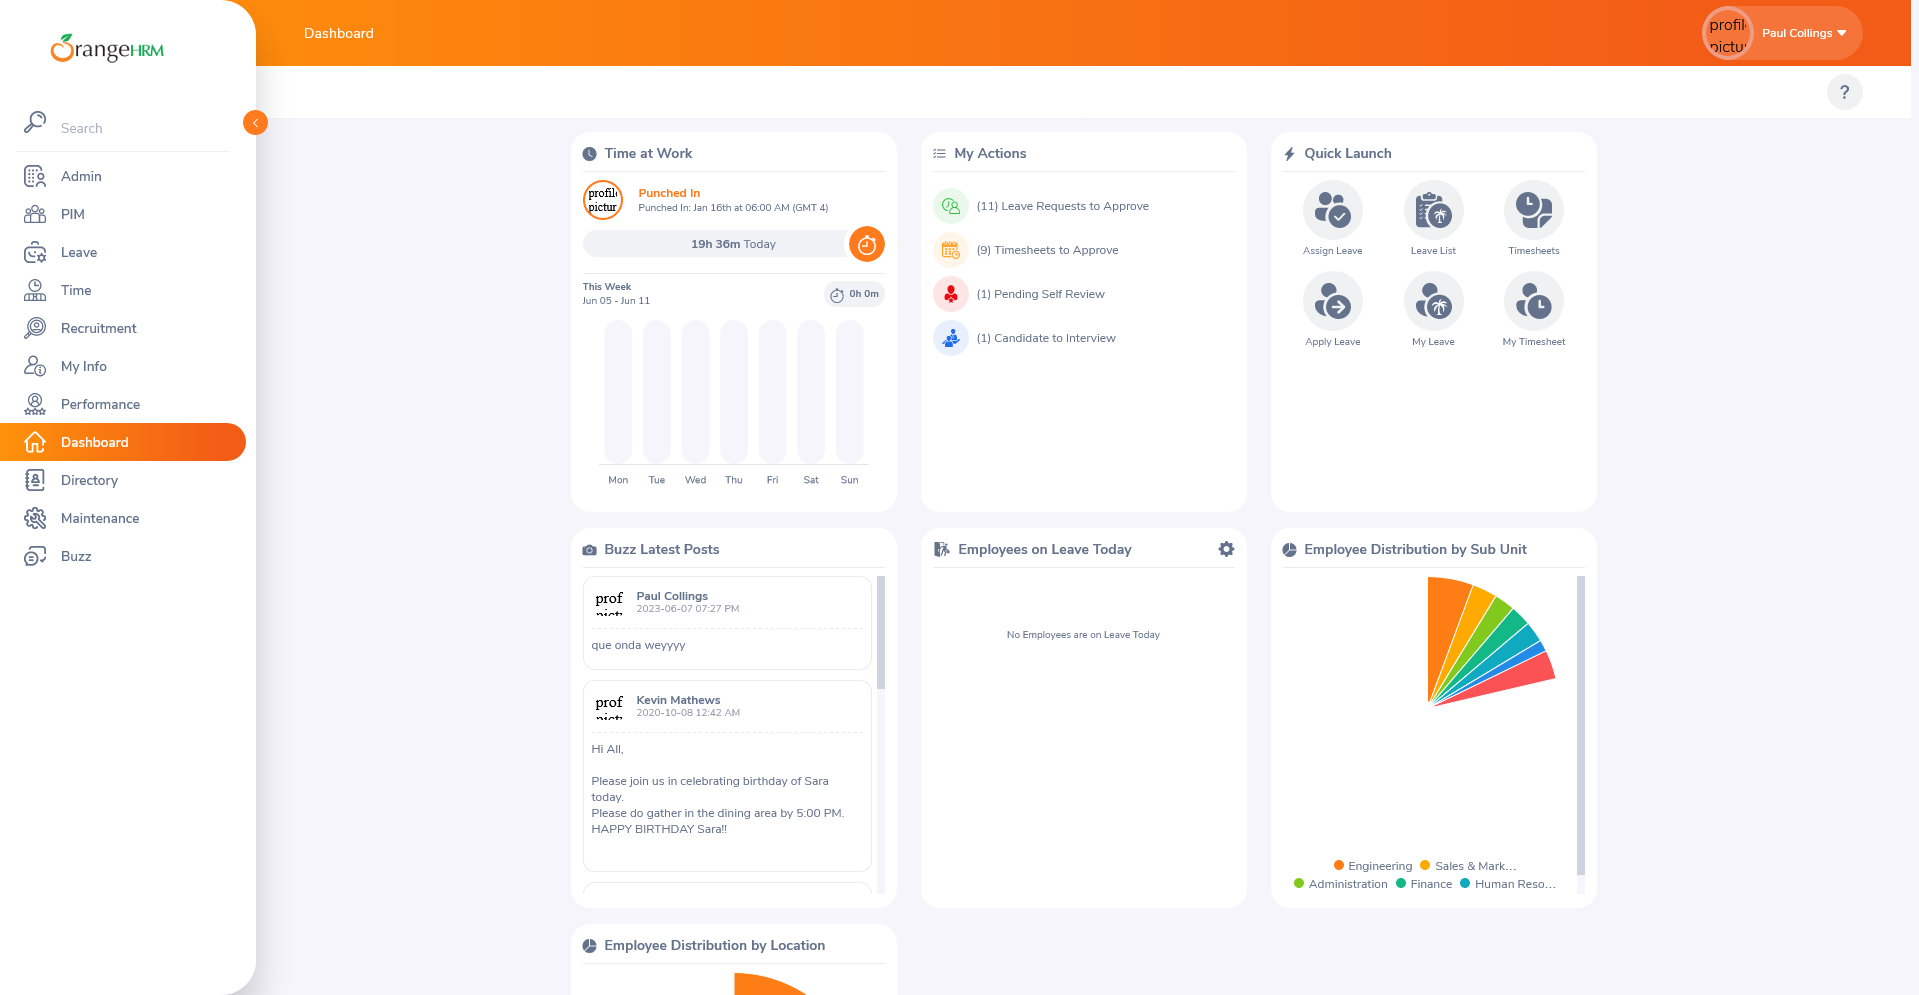 OrangeHRM
Dashboard
profile
picture
Paul Collings
?
Search
Admin
PIM
Leave
Time
Recruitment
My Info
Performance
Dashboard
Directory
Maintenance
Buzz
Time at Work
profile
pictur
Punched In
Punched In: Jan 16th at 06:00 AM (GMT 4)
19h 36m Today
This Week
Jun 05 - Jun 11
0h 0m
Mon Tue Wed Thu Fri Sat Sun
My Actions
(11) Leave Requests to Approve
(9) Timesheets to Approve
(1) Pending Self Review
(1) Candidate to Interview
Quick Launch
Assign Leave
Leave List
Timesheets
Apply Leave
My Leave
My Timesheet
Buzz Latest Posts
prof
Paul Collings
2023-06-07 07:27 PM
que onda weyyyy
prof
Kevin Mathews
2020-10-08 12:42 AM
Hi All,
Please join us in celebrating birthday of Sara
today.
Please do gather in the dining area by 5:00 PM.
HAPPY BIRTHDAY Sara!!
Employees on Leave Today
No Employees are on Leave Today
Employee Distribution by Sub Unit
Engineering Sales & Mark...
Administration Finance Human Reso...
Employee Distribution by Location